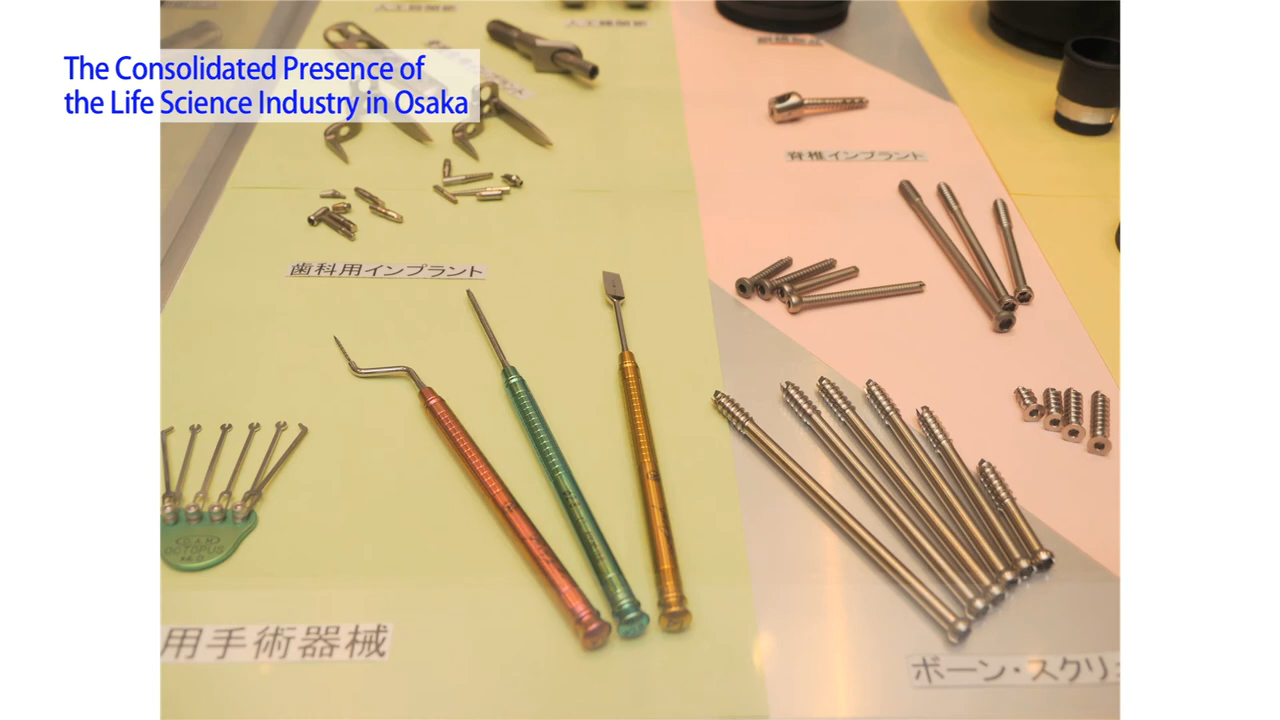 The Consolidated Presence of
the Life Science Industry in Osaka
脊椎インプラント
歯科用インプラント
OCTOPUS
用手術器械
ボーン・スクリュ